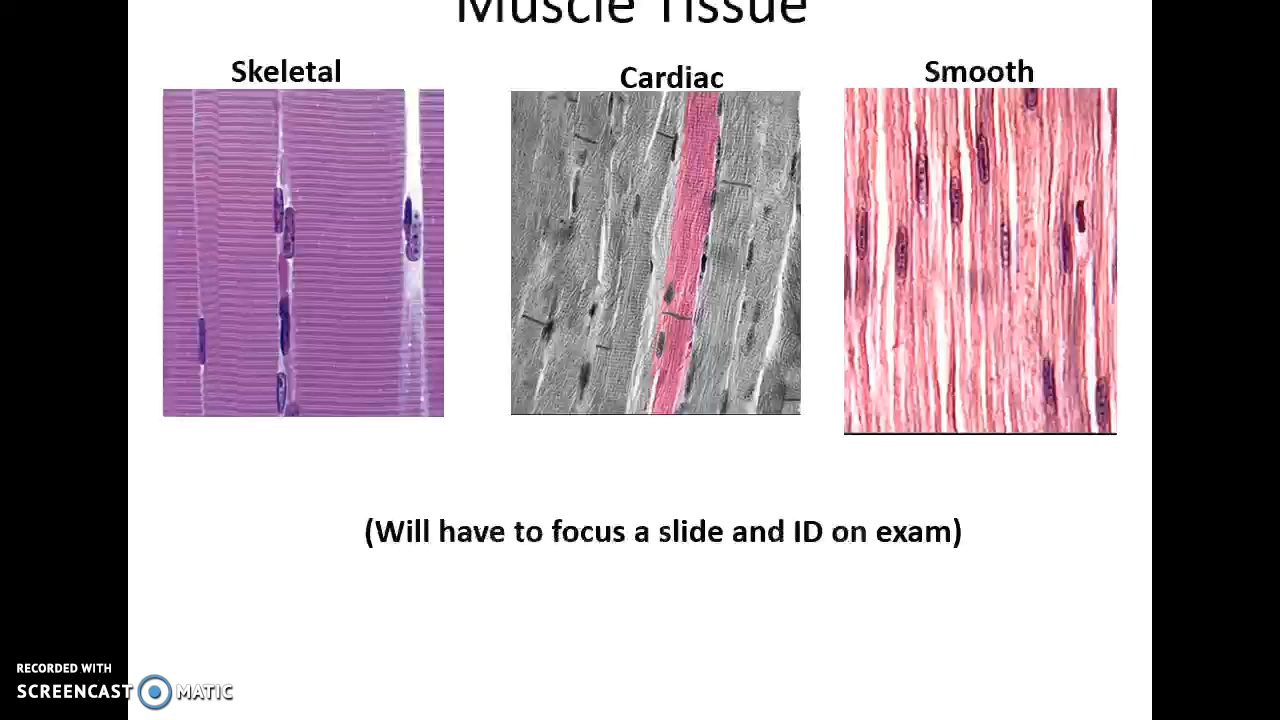 Muscle Tissue
Skeletal
Cardiac
Smooth
(Will have to focus a slide and ID on exam)
RECORDED WITH
SCREENCAST MATIC